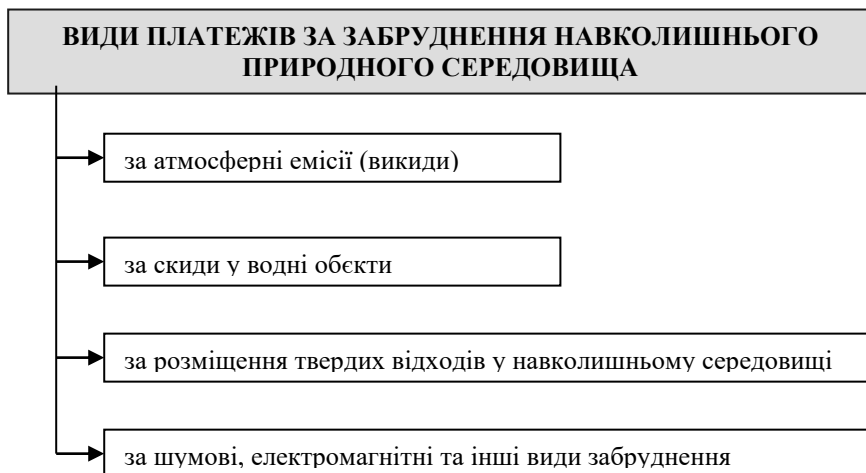 ВИДИ ПЛАТЕЖІВ ЗА ЗАБРУДНЕННЯ НАВКОЛИШНЬОГО
ПРИРОДНОГО СЕРЕДОВИЩА
за атмосферні емісії (викиди)
за скиди у водні обєкти
за розміщення твердих відходів у навколишньому середовищі
за шумові, електромагнітні та інші види забруднення